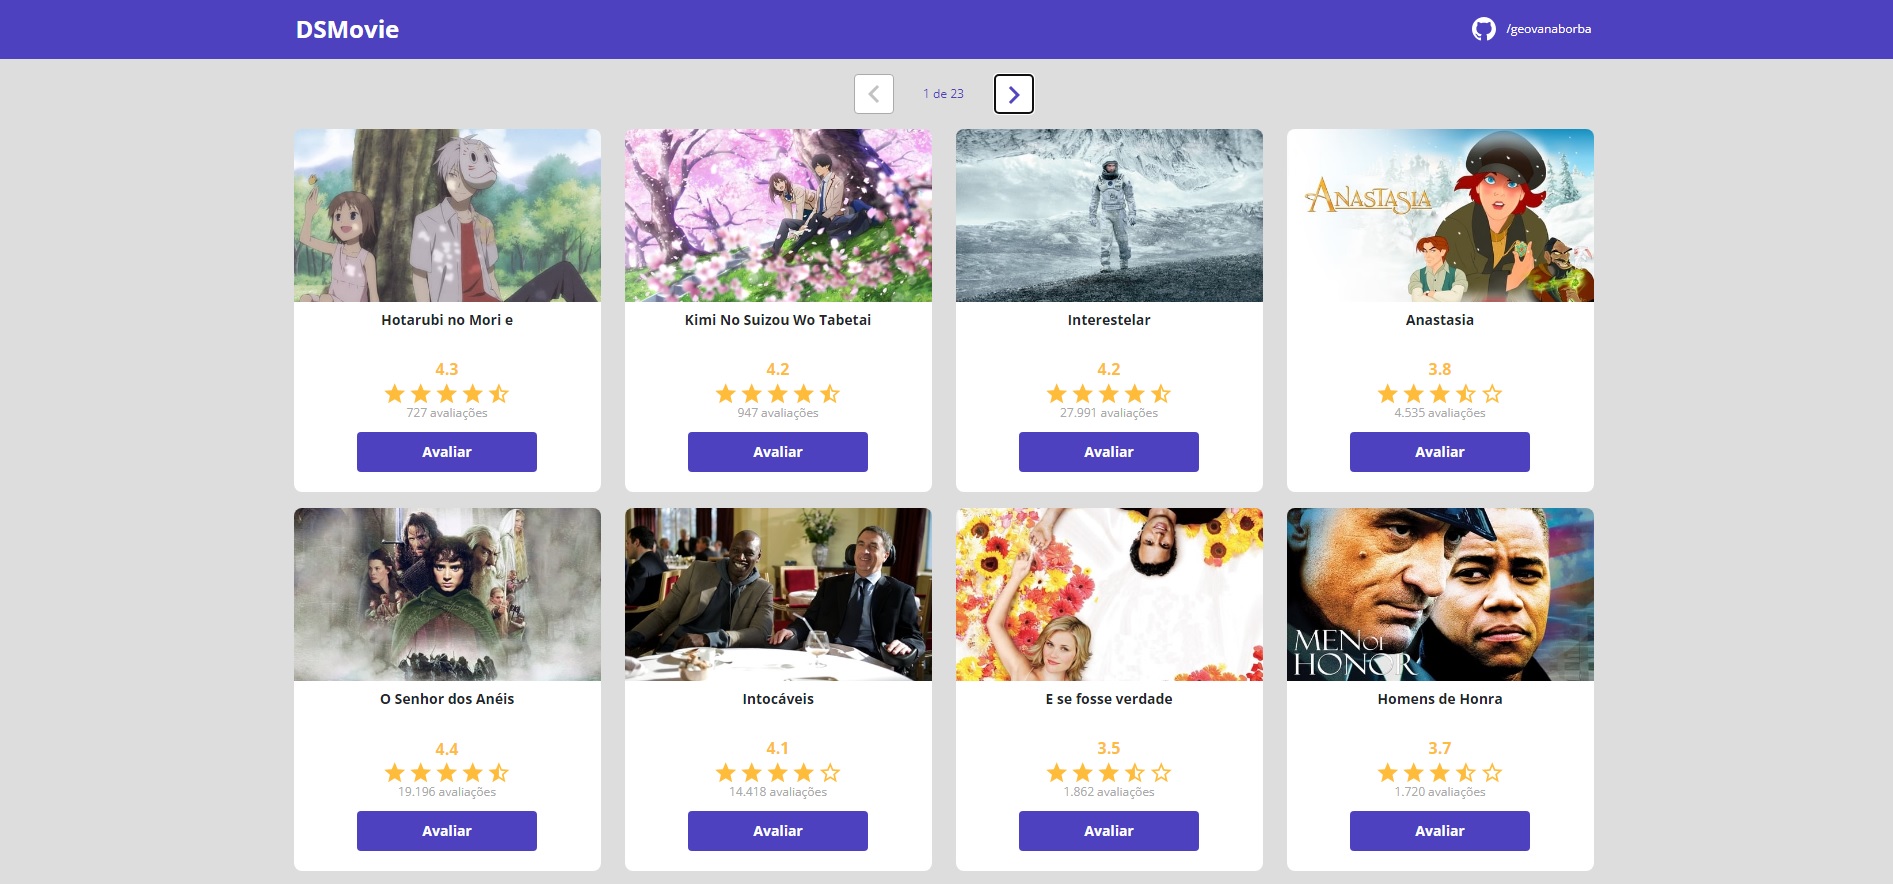 DSMovie
/geovanaborba
1 de 23
ANASTASIA
Hotarubi no Mori e
Kimi No Suizou Wo Tabetai
Interestelar
Anastasia
4.3
4.2
4.2
3.8
727 avaliações
947 avaliações
27.991 avaliações
4.535 avaliações
Avaliar
Avaliar
Avaliar
Avaliar
MEN OF
HONOR
O Senhor dos Anéis
Intocáveis
E se fosse verdade
Homens de Honra
4.4
4.1
3.5
3.7
19.196 avaliações
14.418 avaliações
1.862 avaliações
1.720 avaliações
Avaliar
Avaliar
Avaliar
Avaliar